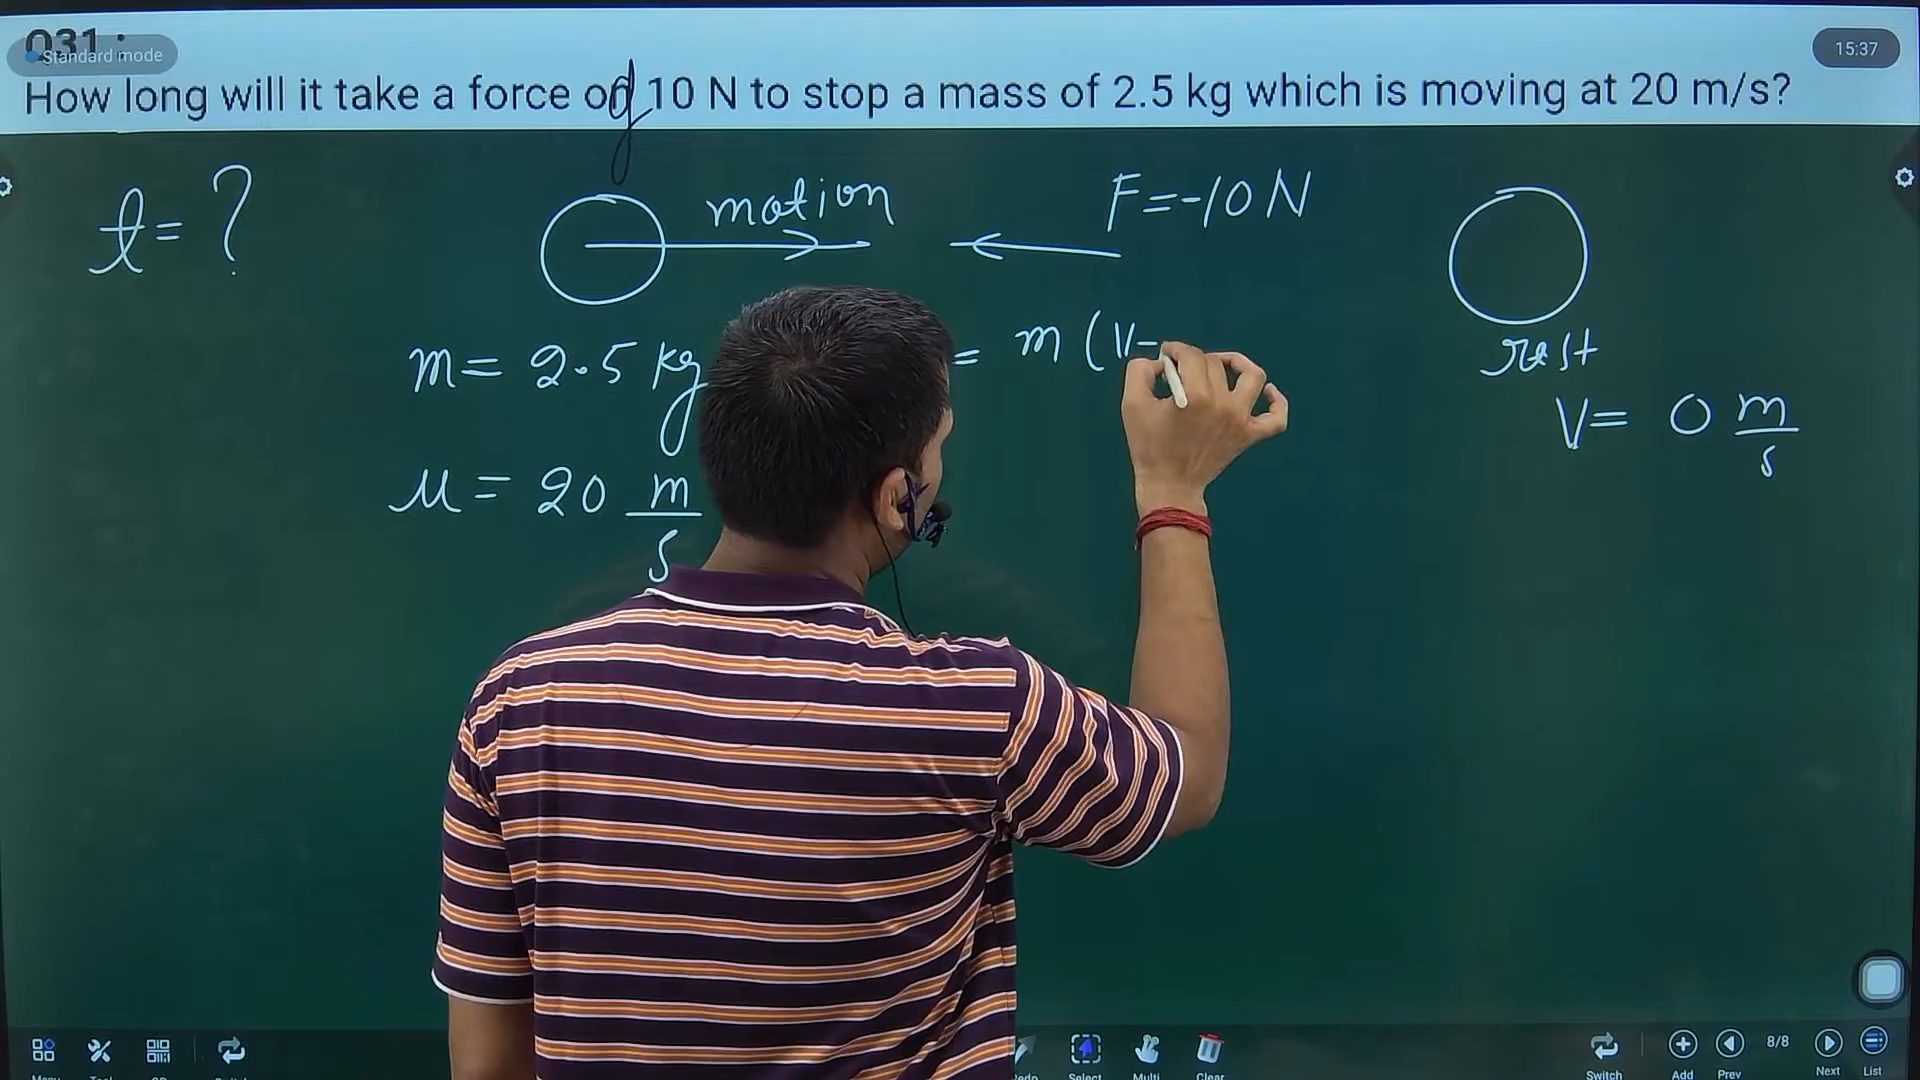 Q31 :
Standard mode
15:37
How long will it take a force of 10 N to stop a mass of 2.5 kg which is moving at 20 m/s?
t = ?
motion
F = -10 N
m = 2.5 kg
= m (V-
rest
V = 0 m/s
u = 20 m/s
8/8
Select
Multi
Clear
Switch
Add
Prev
Next
List